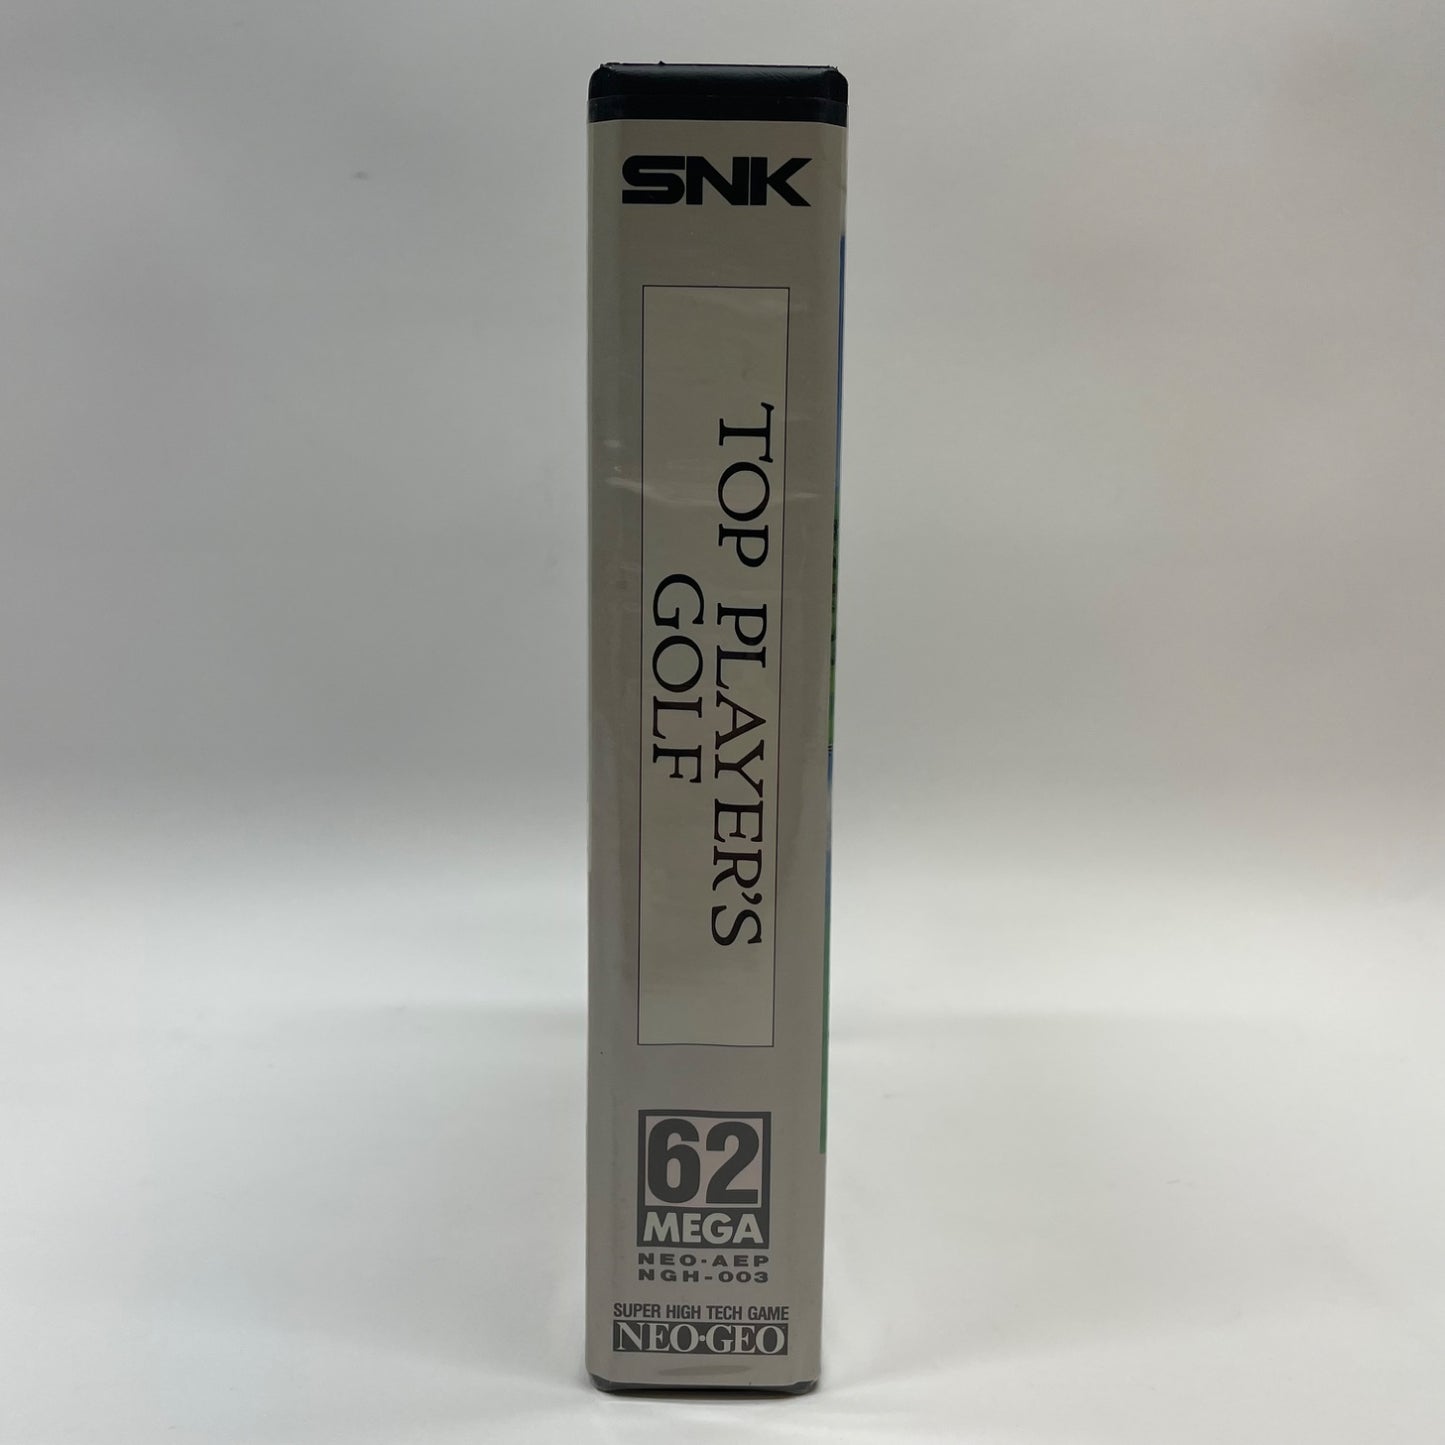 SNK
TOP PLAYER'S
GOLF
62
MEGA
NEO·AEP
NGH-003
SUPER HIGH TECH GAME
NEO·GEO